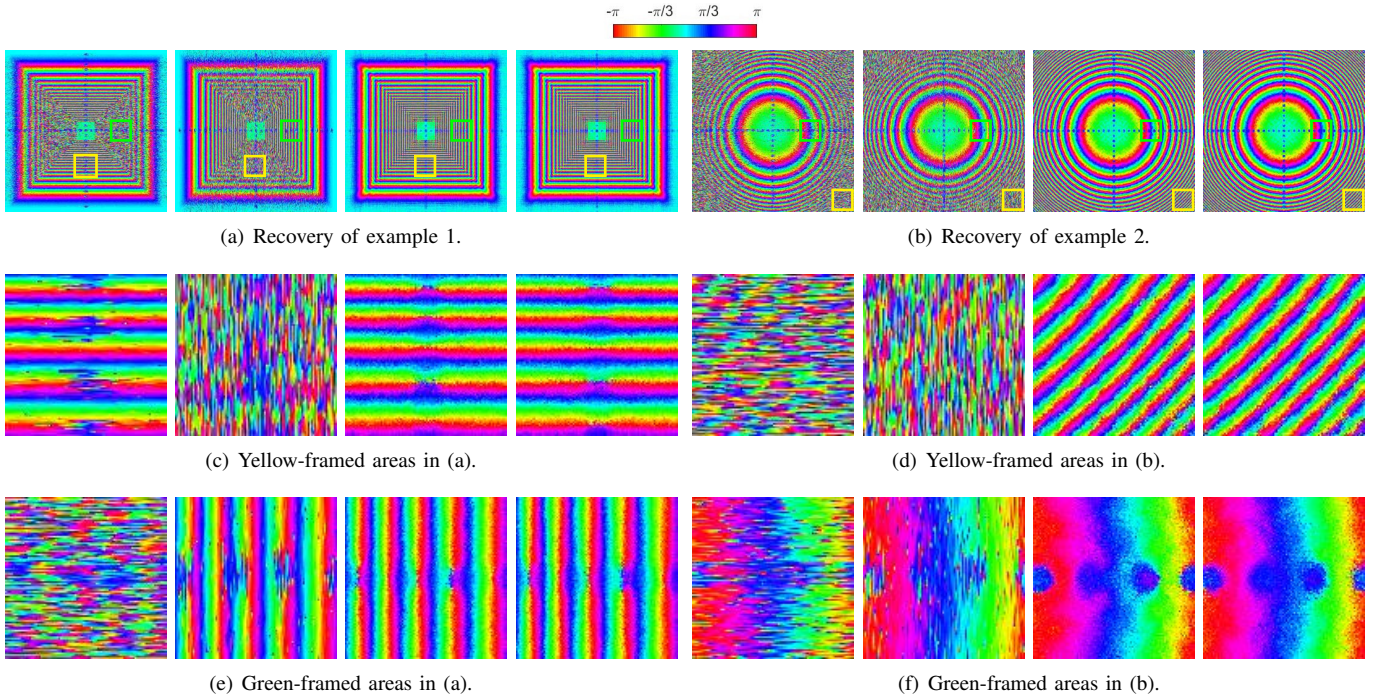 -π -π/3 π/3 π
(a) Recovery of example 1.
(b) Recovery of example 2.
(c) Yellow-framed areas in (a).
(d) Yellow-framed areas in (b).
(e) Green-framed areas in (a).
(f) Green-framed areas in (b).